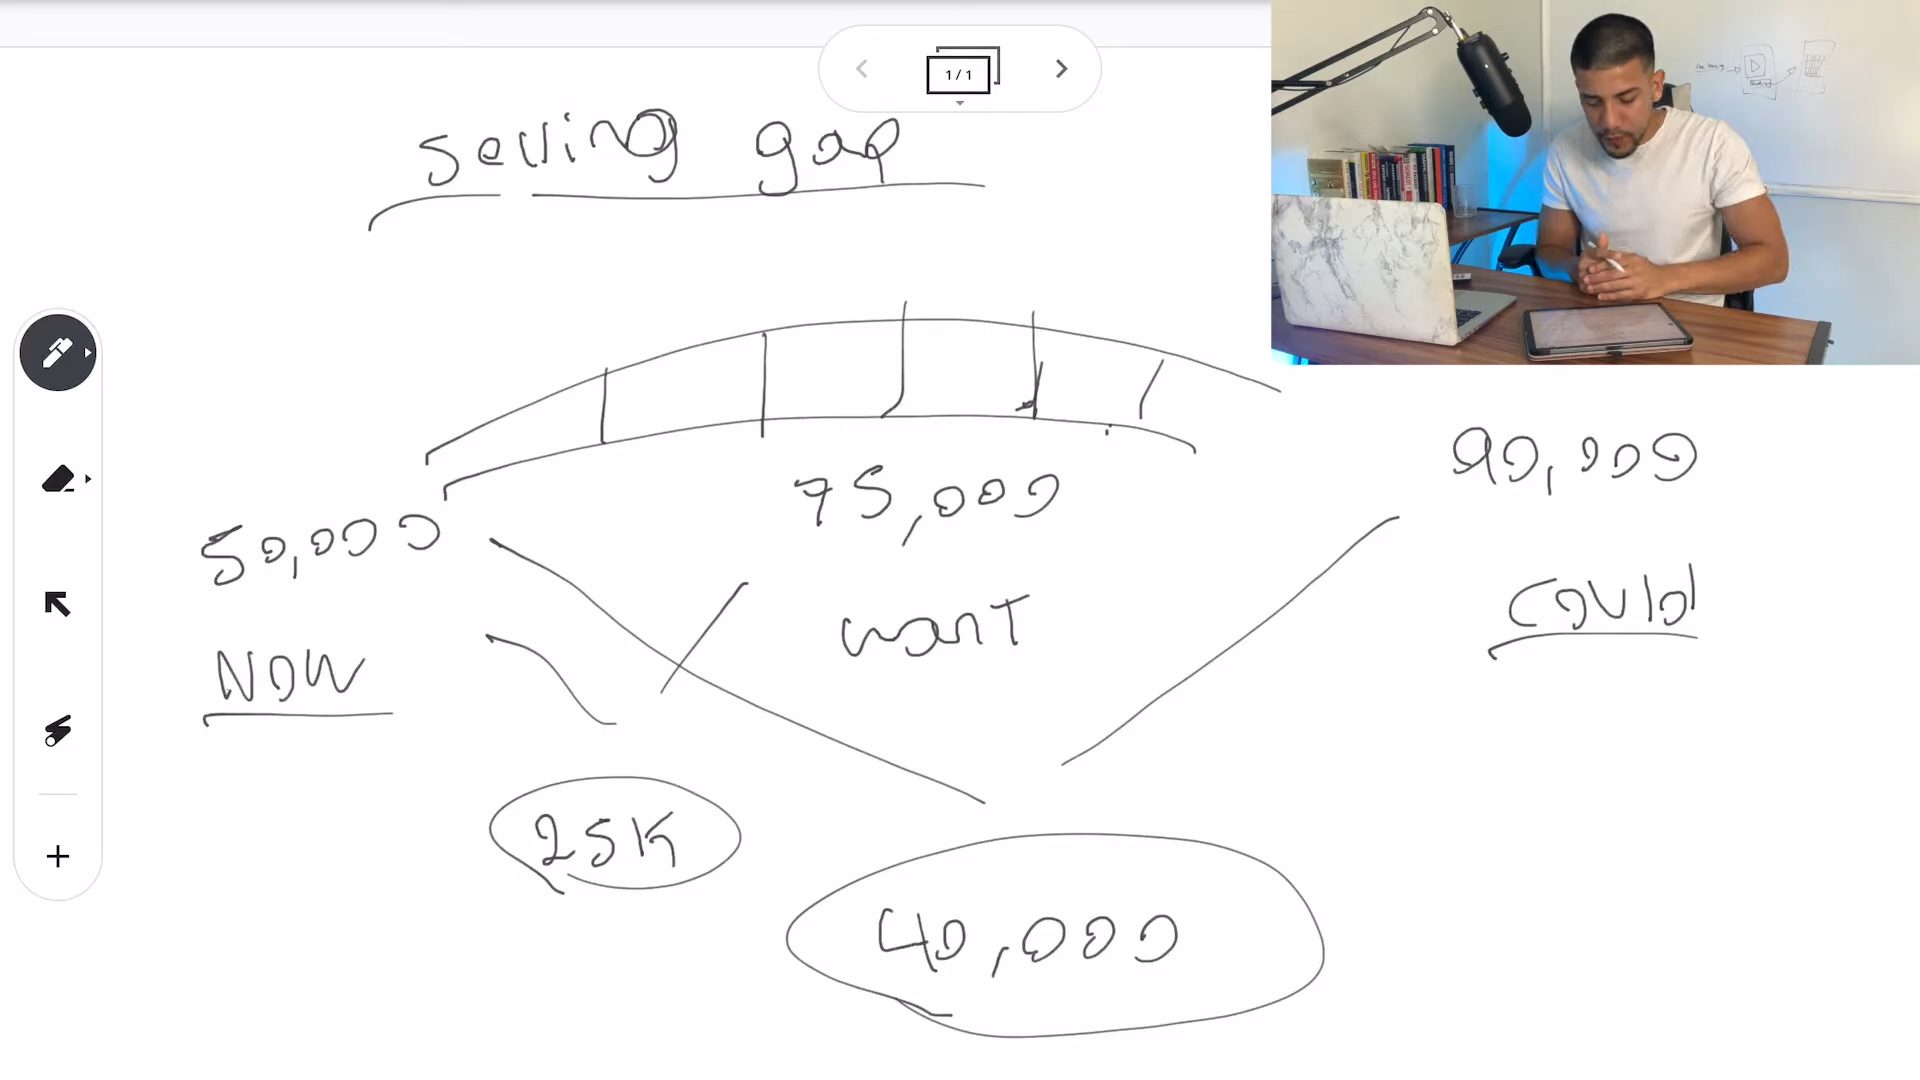 1/1
selling gap
90,000
75,000
50,000
COULD
want
NOW
25K
40,000